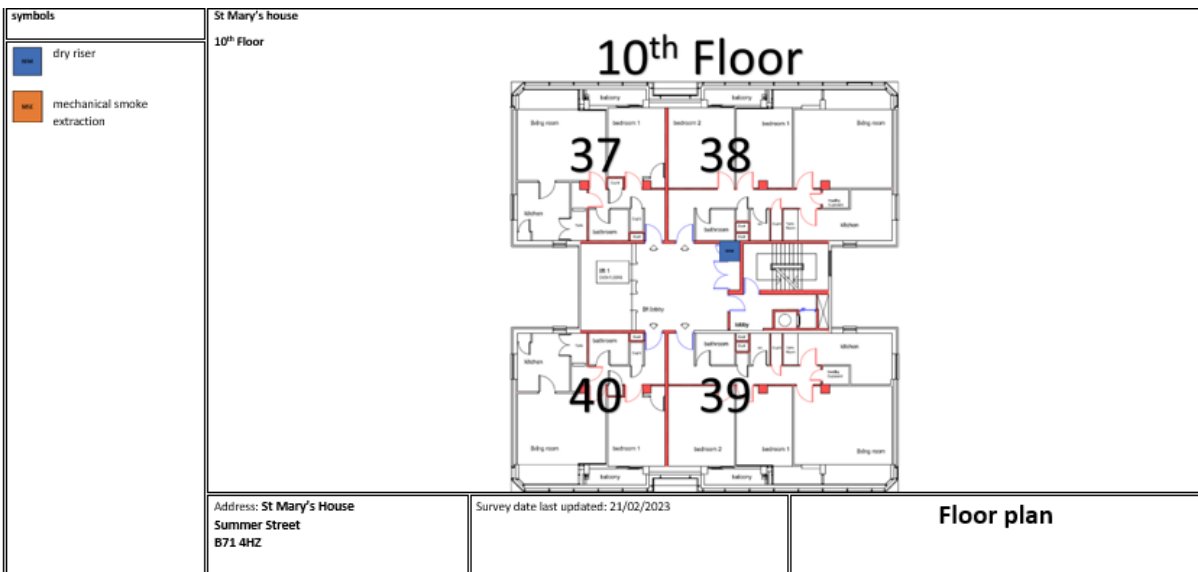 symbols
dry riser
mechanical smoke
extraction
St Mary's house
10th Floor
10th Floor
balcony
balcony
living room
bedroom 1
bedroom 2
bedroom 1
living room
37
38
kitchen
bathroom
bathroom
kitchen
lift 1
lift lobby
lobby
kitchen
bathroom
bathroom
kitchen
40
39
living room
bedroom 1
bedroom 2
bedroom 1
living room
balcony
balcony
Address: St Mary's House
Summer Street
B71 4HZ
Survey date last updated: 21/02/2023
Floor plan